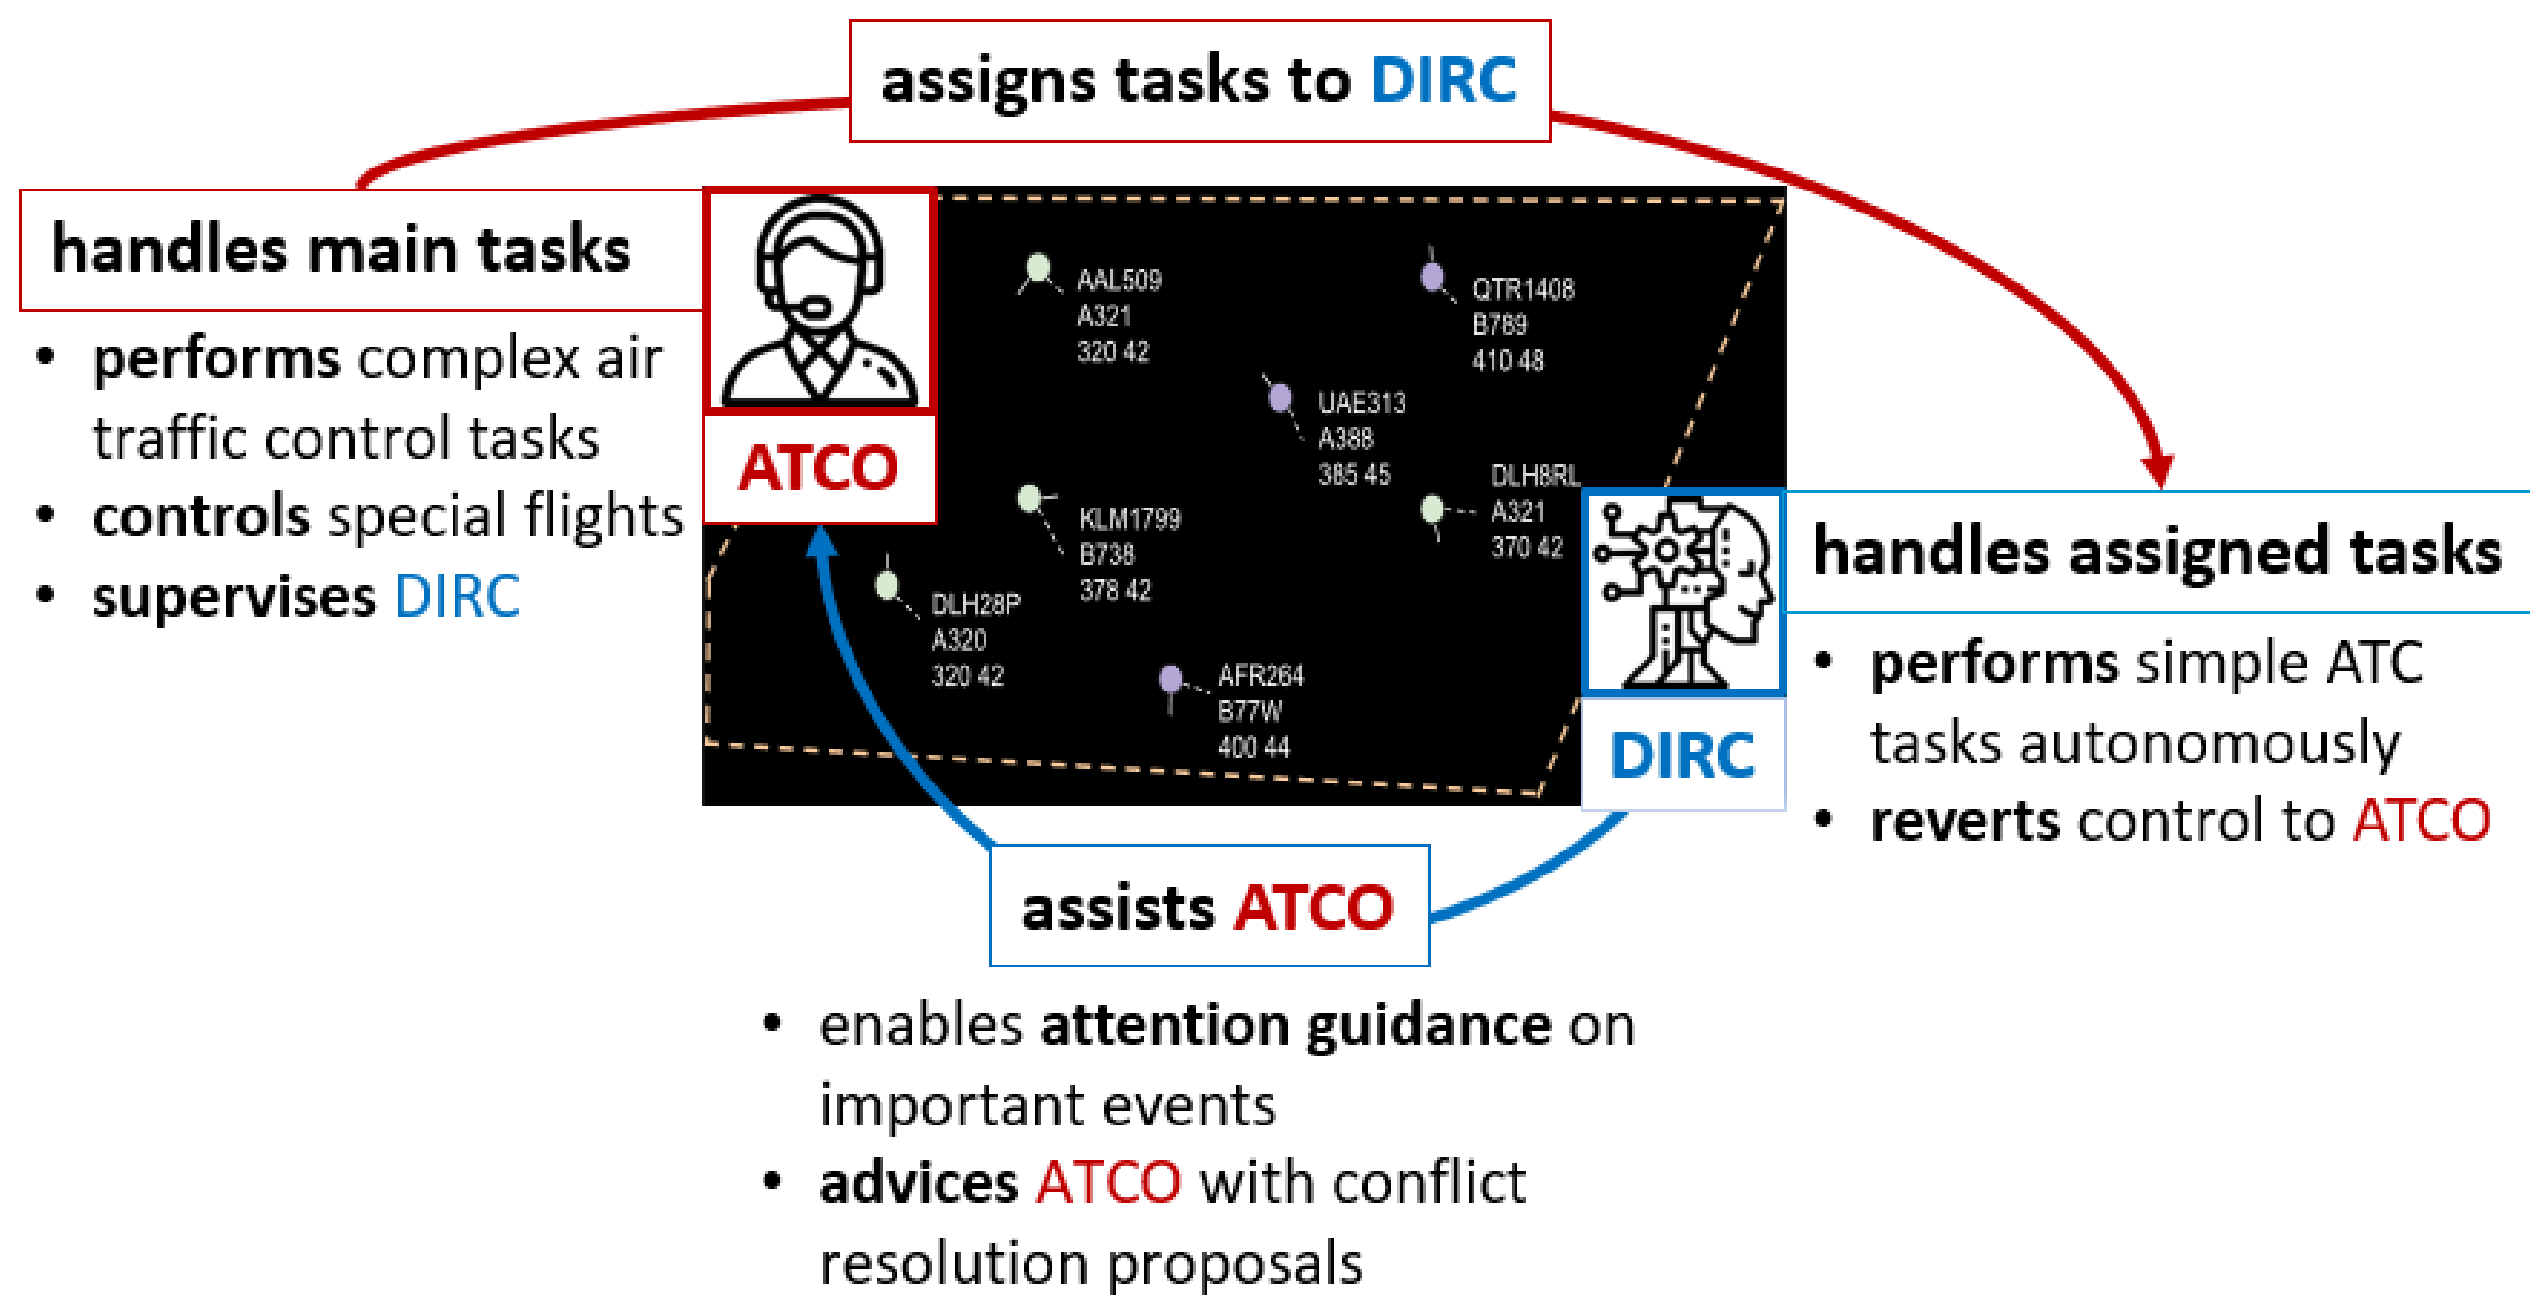 assigns tasks to DIRC
handles main tasks
• performs complex air
traffic control tasks
• controls special flights
• supervises DIRC
ATCO
AAL509
A321
320 42
QTR1408
B789
410 48
UAE313
A388
385 45
DLH8RL
A321
370 42
KLM1799
B738
378 42
DLH28P
A320
320 42
AFR264
B77W
400 44
DIRC
handles assigned tasks
• performs simple ATC
tasks autonomously
• reverts control to ATCO
assists ATCO
• enables attention guidance on
important events
• advices ATCO with conflict
resolution proposals